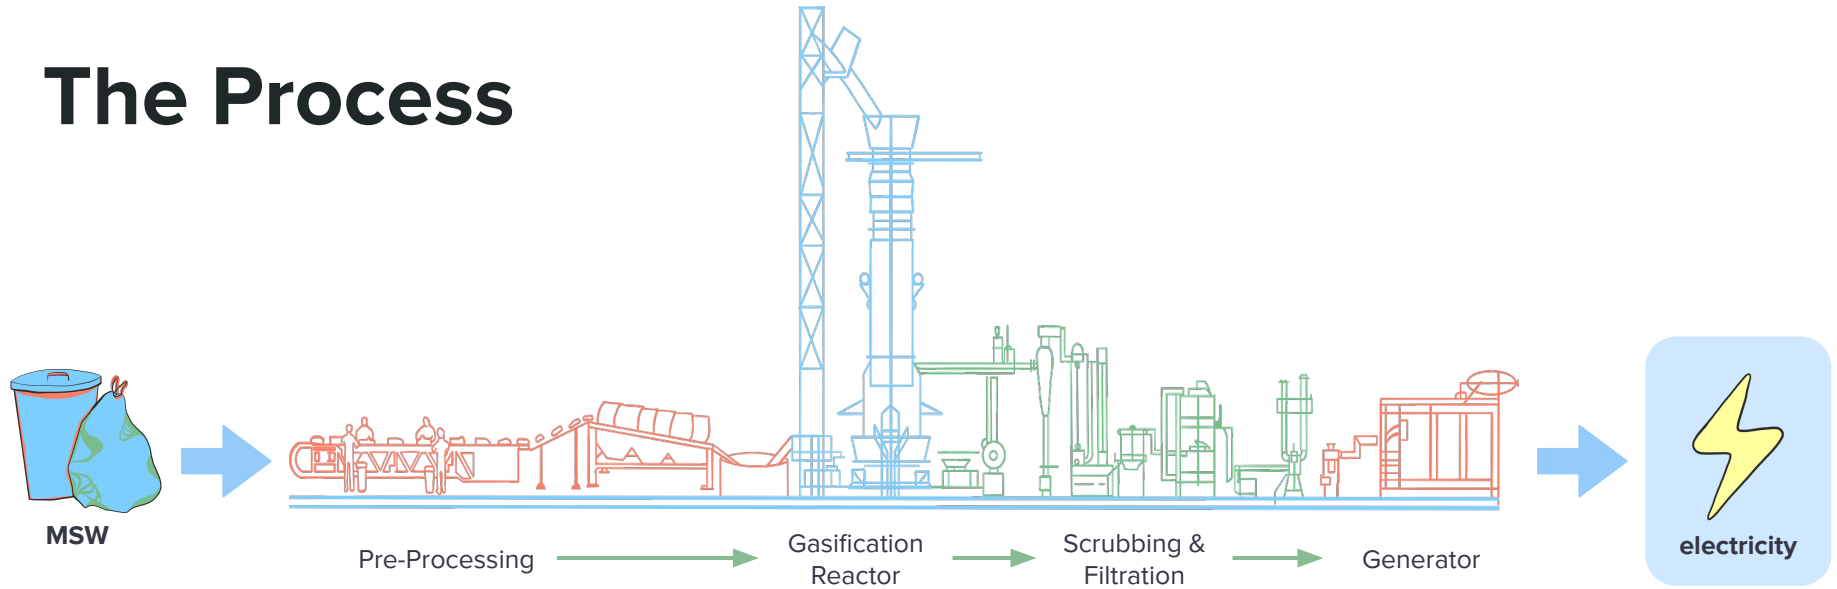 The Process
MSW
Pre-Processing
Gasification
Reactor
Scrubbing &
Filtration
Generator
electricity